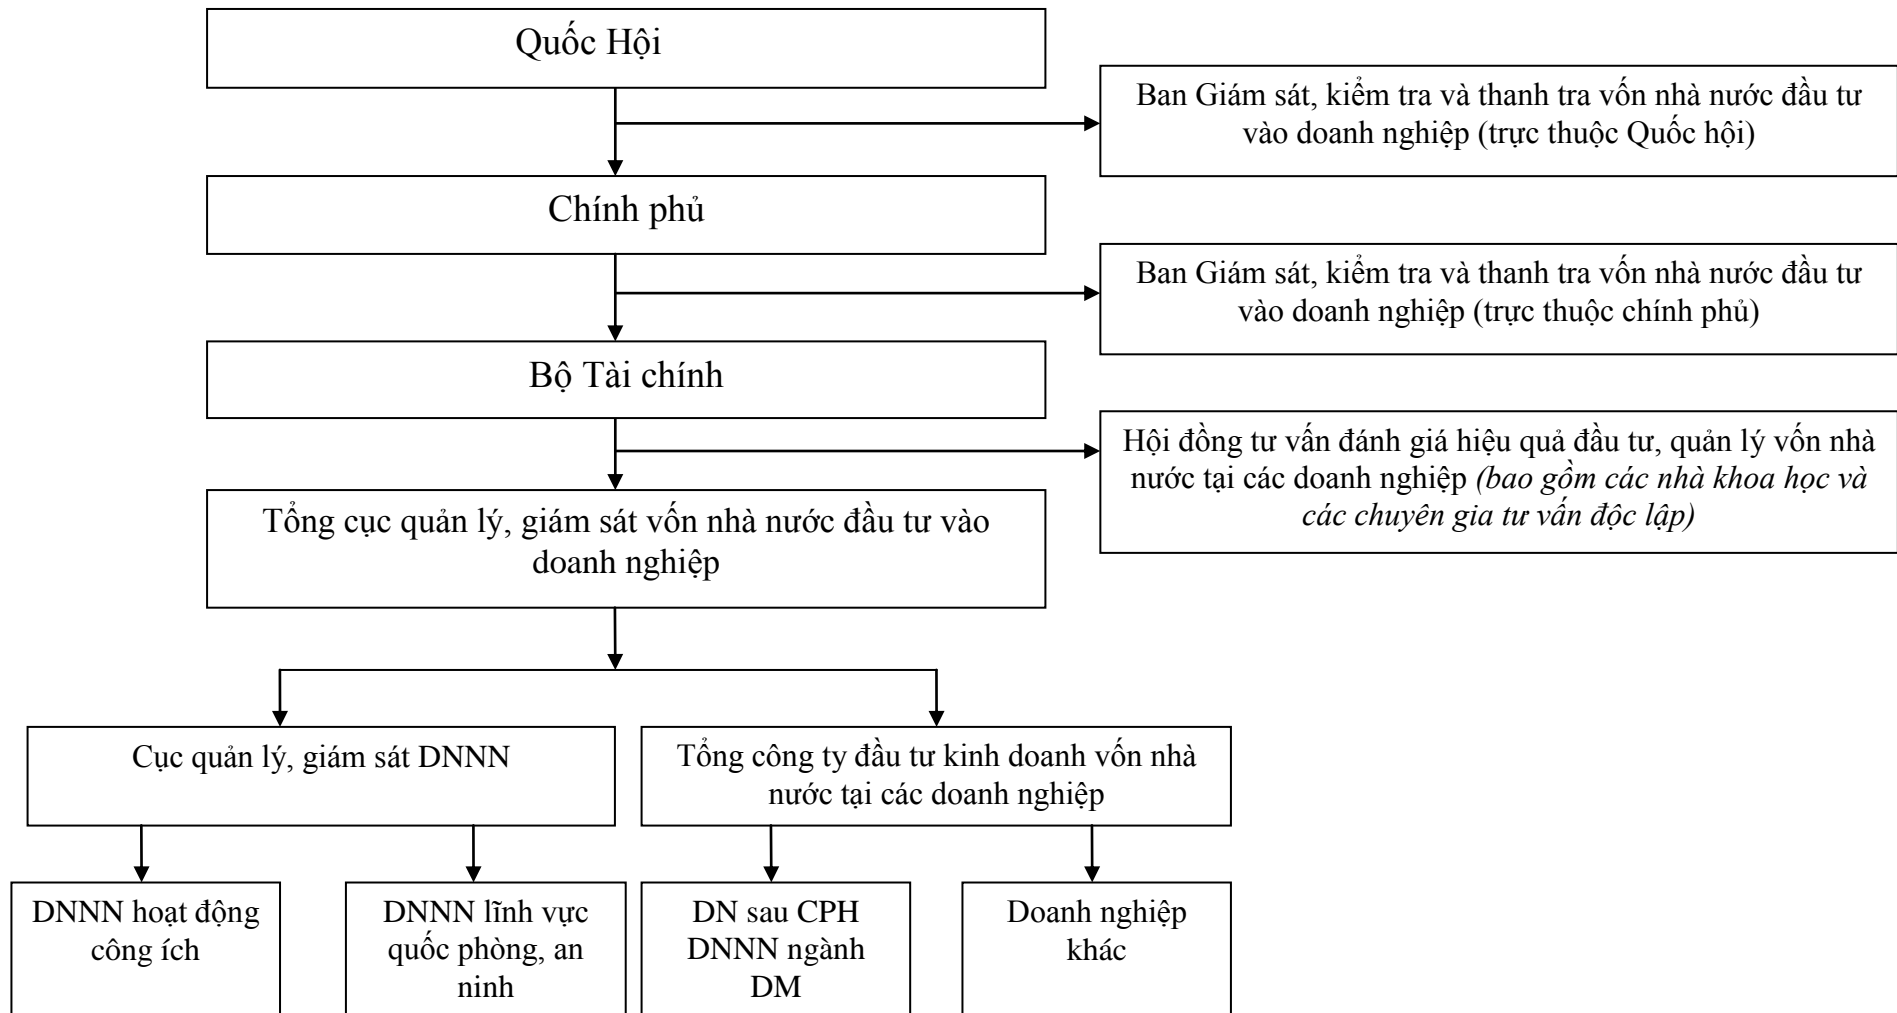 Quốc Hội
Ban Giám sát, kiểm tra và thanh tra vốn nhà nước đầu tư
vào doanh nghiệp (trực thuộc Quốc hội)
Chính phủ
Ban Giám sát, kiểm tra và thanh tra vốn nhà nước đầu tư
vào doanh nghiệp (trực thuộc chính phủ)
Bộ Tài chính
Hội đồng tư vấn đánh giá hiệu quả đầu tư, quản lý vốn nhà
nước tại các doanh nghiệp (bao gồm các nhà khoa học và
các chuyên gia tư vấn độc lập)
Tổng cục quản lý, giám sát vốn nhà nước đầu tư vào
doanh nghiệp
Cục quản lý, giám sát DNNN
Tổng công ty đầu tư kinh doanh vốn nhà
nước tại các doanh nghiệp
DNNN hoạt động
công ích
DNNN lĩnh vực
quốc phòng, an
ninh
DN sau CPH
DNNN ngành
DM
Doanh nghiệp
khác